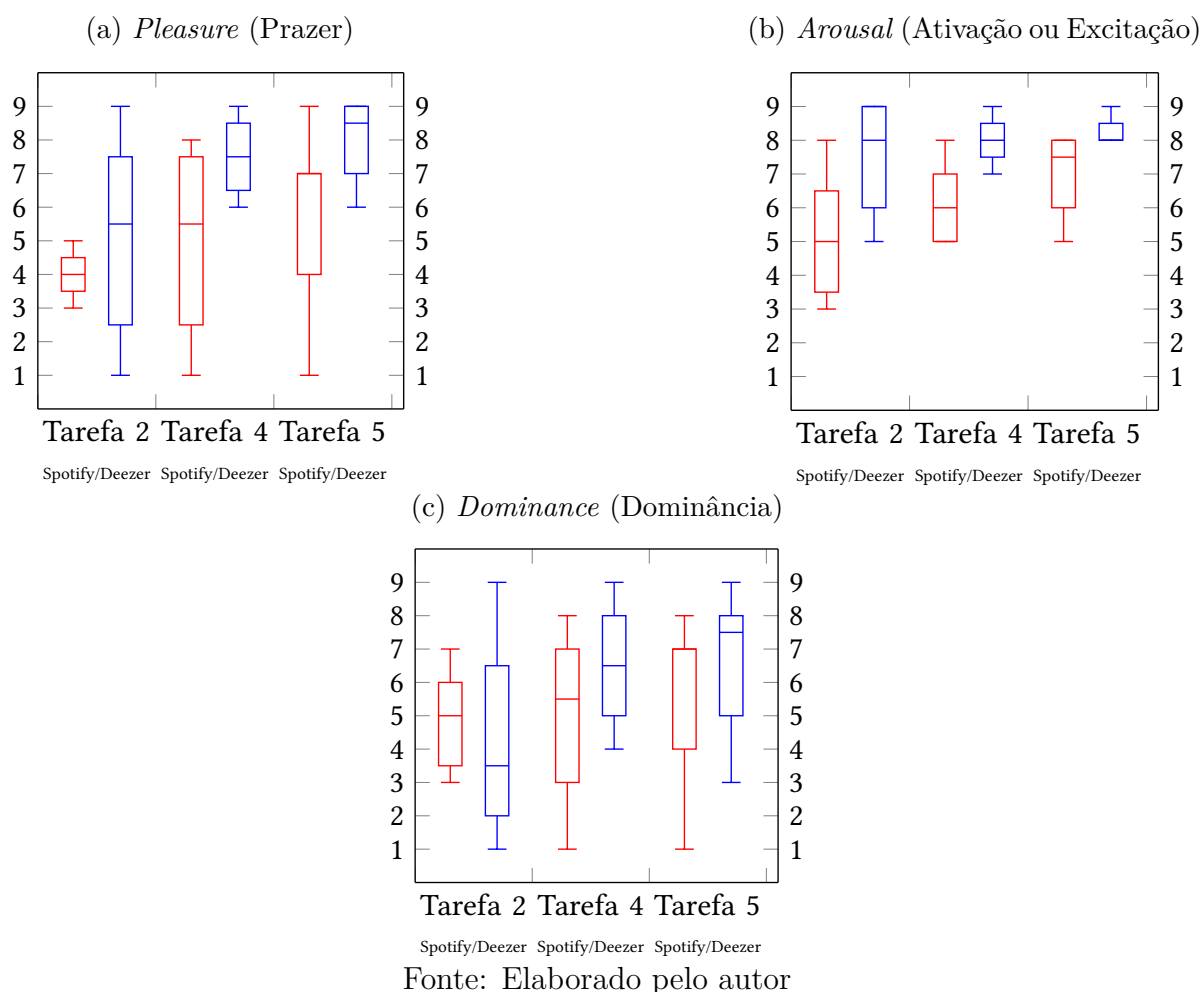 (a) Pleasure (Prazer)
9 9
8 8
7 7
6 6
5 5
4 4
3 3
2 2
1 1
Tarefa 2 Tarefa 4 Tarefa 5
Spotify/Deezer Spotify/Deezer Spotify/Deezer
(b) Arousal (Ativação ou Excitação)
9 9
8 8
7 7
6 6
5 5
4 4
3 3
2 2
1 1
Tarefa 2 Tarefa 4 Tarefa 5
Spotify/Deezer Spotify/Deezer Spotify/Deezer
(c) Dominance (Dominância)
9 9
8 8
7 7
6 6
5 5
4 4
3 3
2 2
1 1
Tarefa 2 Tarefa 4 Tarefa 5
Spotify/Deezer Spotify/Deezer Spotify/Deezer
Fonte: Elaborado pelo autor